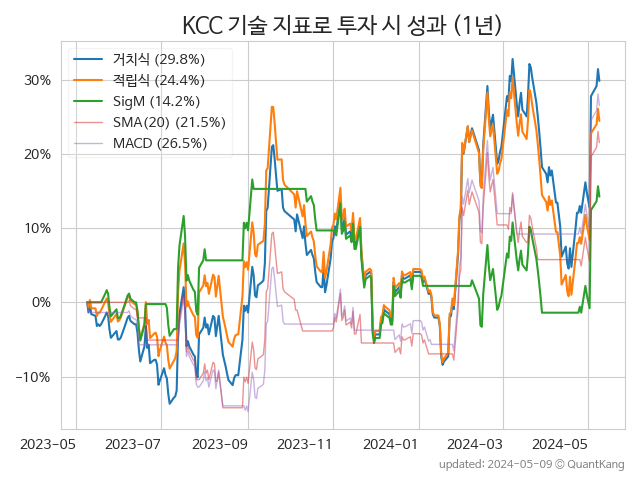 KCC 기술 지표로 투자 시 성과 (1년)
거치식 (29.8%)
적립식 (24.4%)
SigM (14.2%)
SMA(20) (21.5%)
MACD (26.5%)
30%
20%
10%
0%
−10%
2023-05 2023-07 2023-09 2023-11 2024-01 2024-03 2024-05
updated: 2024-05-09 ⓒ QuantKang